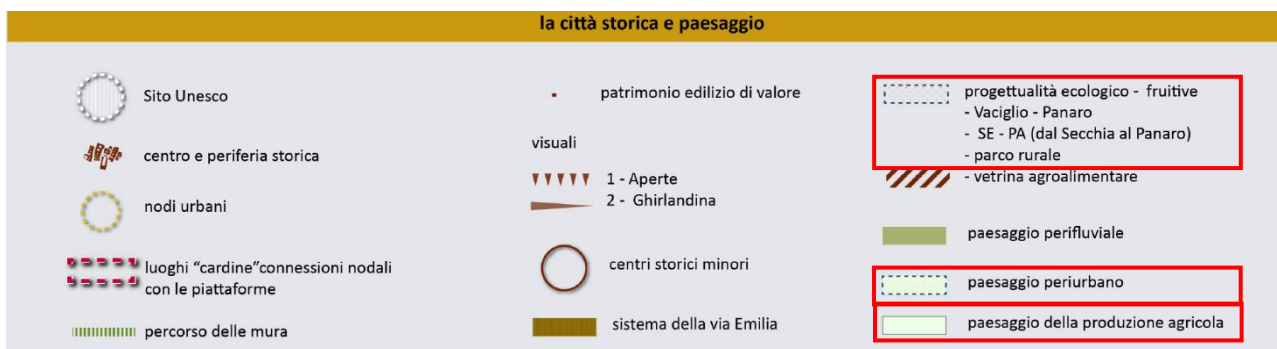 la città storica e paesaggio
Sito Unesco
centro e periferia storica
nodi urbani
luoghi "cardine"connessioni nodali
con le piattaforme
percorso delle mura
patrimonio edilizio di valore
visuali
1 - Aperte
2 - Ghirlandina
centri storici minori
sistema della via Emilia
progettualità ecologico - fruitive
- Vaciglio - Panaro
- SE - PA (dal Secchia al Panaro)
- parco rurale
- vetrina agroalimentare
paesaggio perifluviale
paesaggio periurbano
paesaggio della produzione agricola